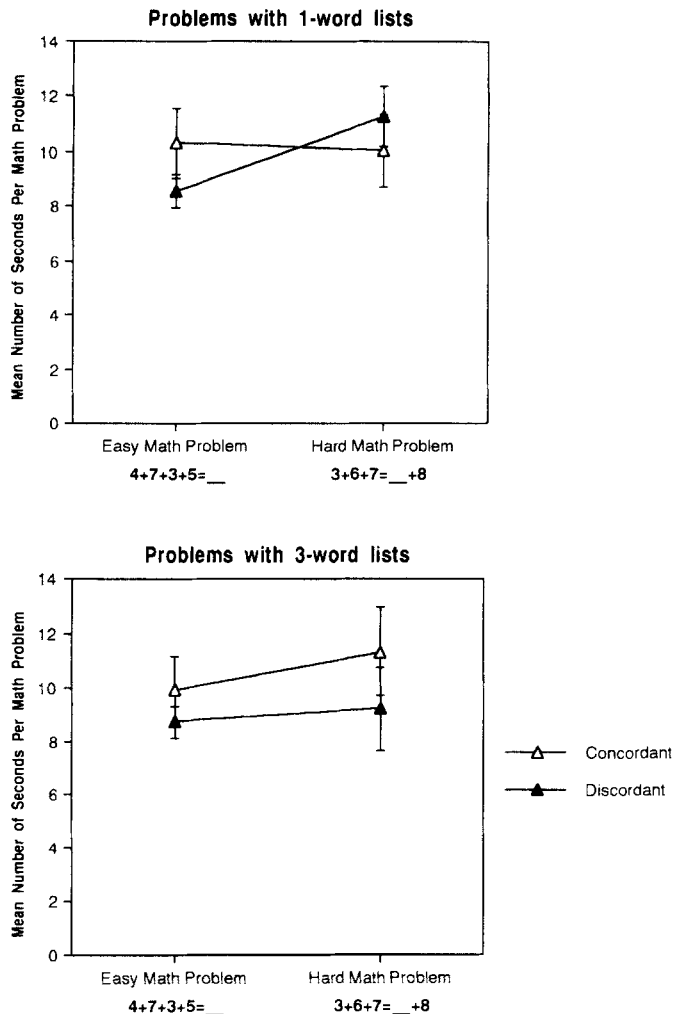 Problems with 1-word lists
Mean Number of Seconds Per Math Problem
14
12
10
8
6
4
2
0
Easy Math Problem
Hard Math Problem
4+7+3+5=__
3+6+7=__+8
Problems with 3-word lists
Mean Number of Seconds Per Math Problem
14
12
10
8
6
4
2
0
Concordant
Discordant
Easy Math Problem
Hard Math Problem
4+7+3+5=__
3+6+7=__+8